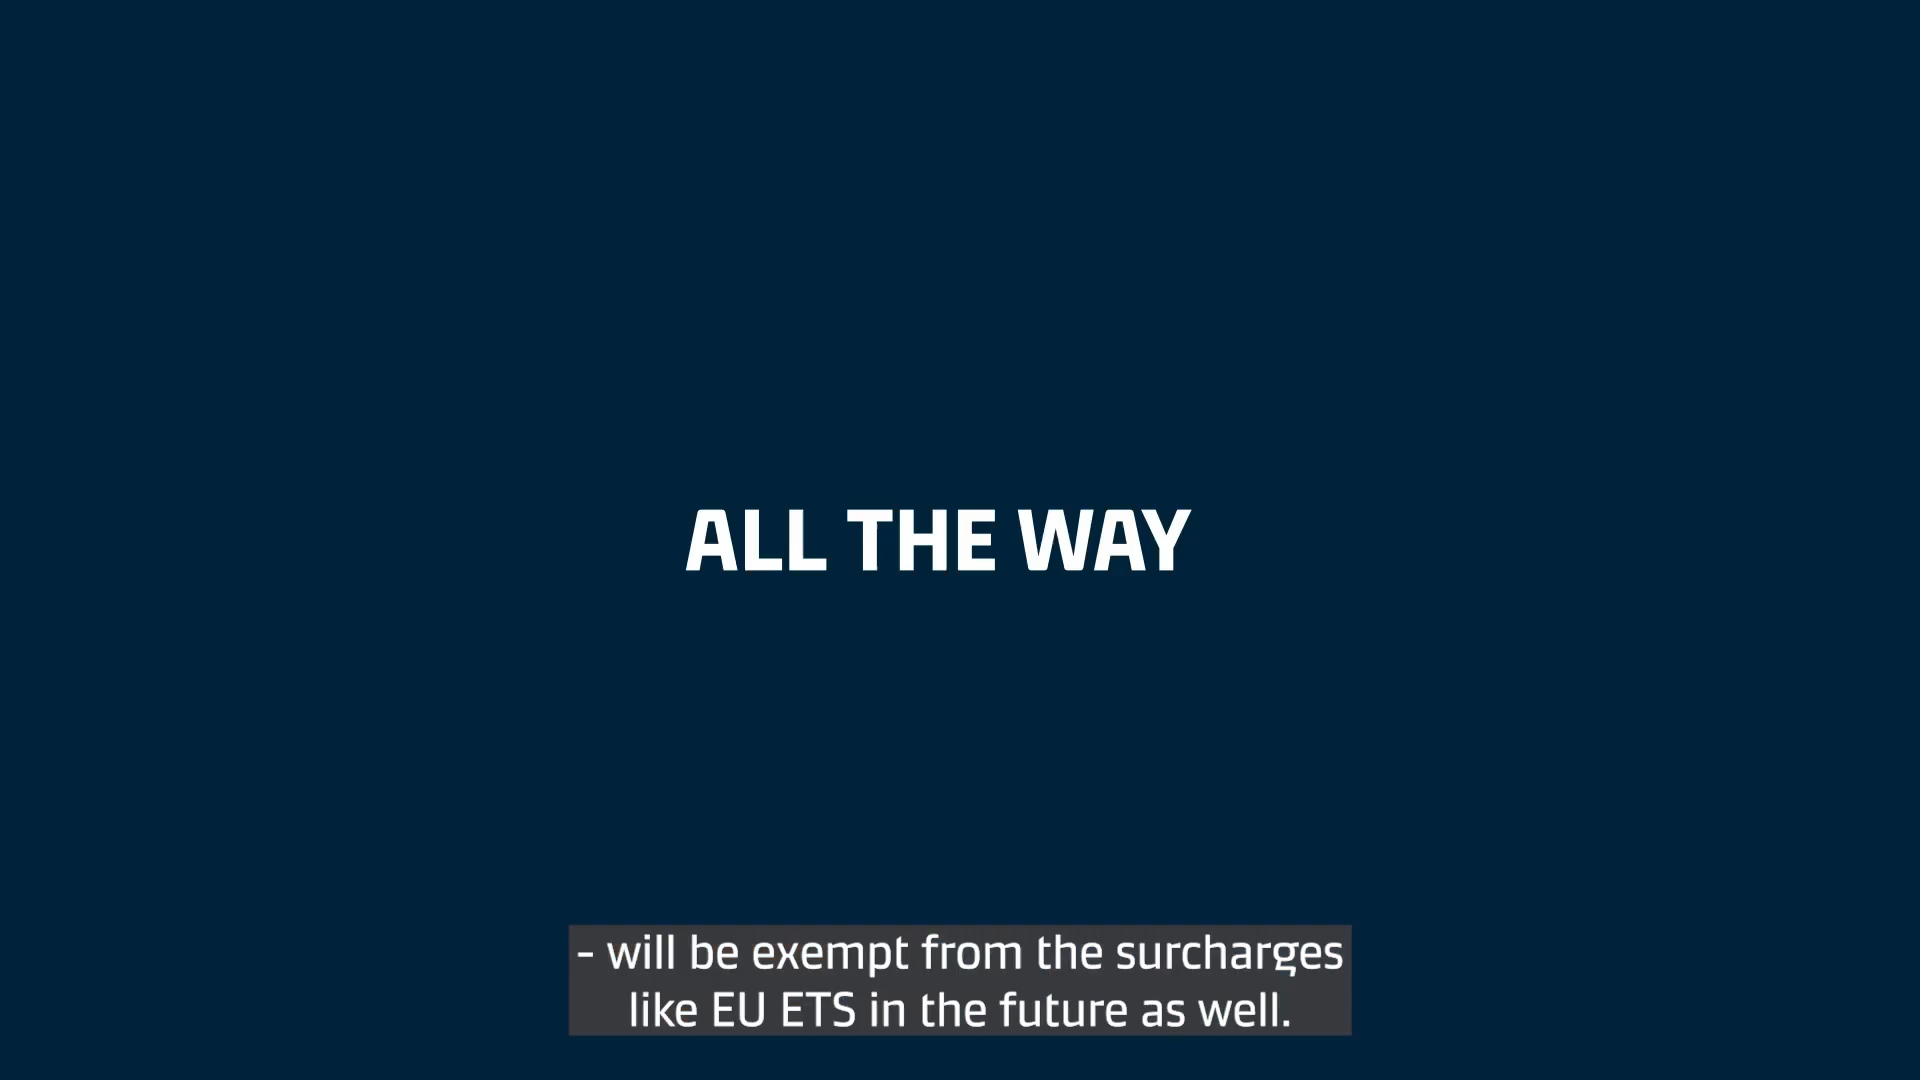 ALL THE WAY
- will be exempt from the surcharges
like EU ETS in the future as well.